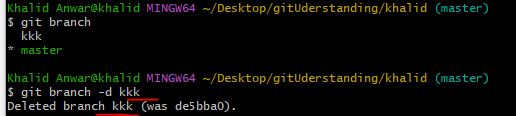 Khalid Anwar@khalid MINGW64 ~/Desktop/gitUderstanding/khalid (master)
$ git branch
  kkk
* master
Khalid Anwar@khalid MINGW64 ~/Desktop/gitUderstanding/khalid (master)
$ git branch -d kkk
Deleted branch kkk (was de5bba0).